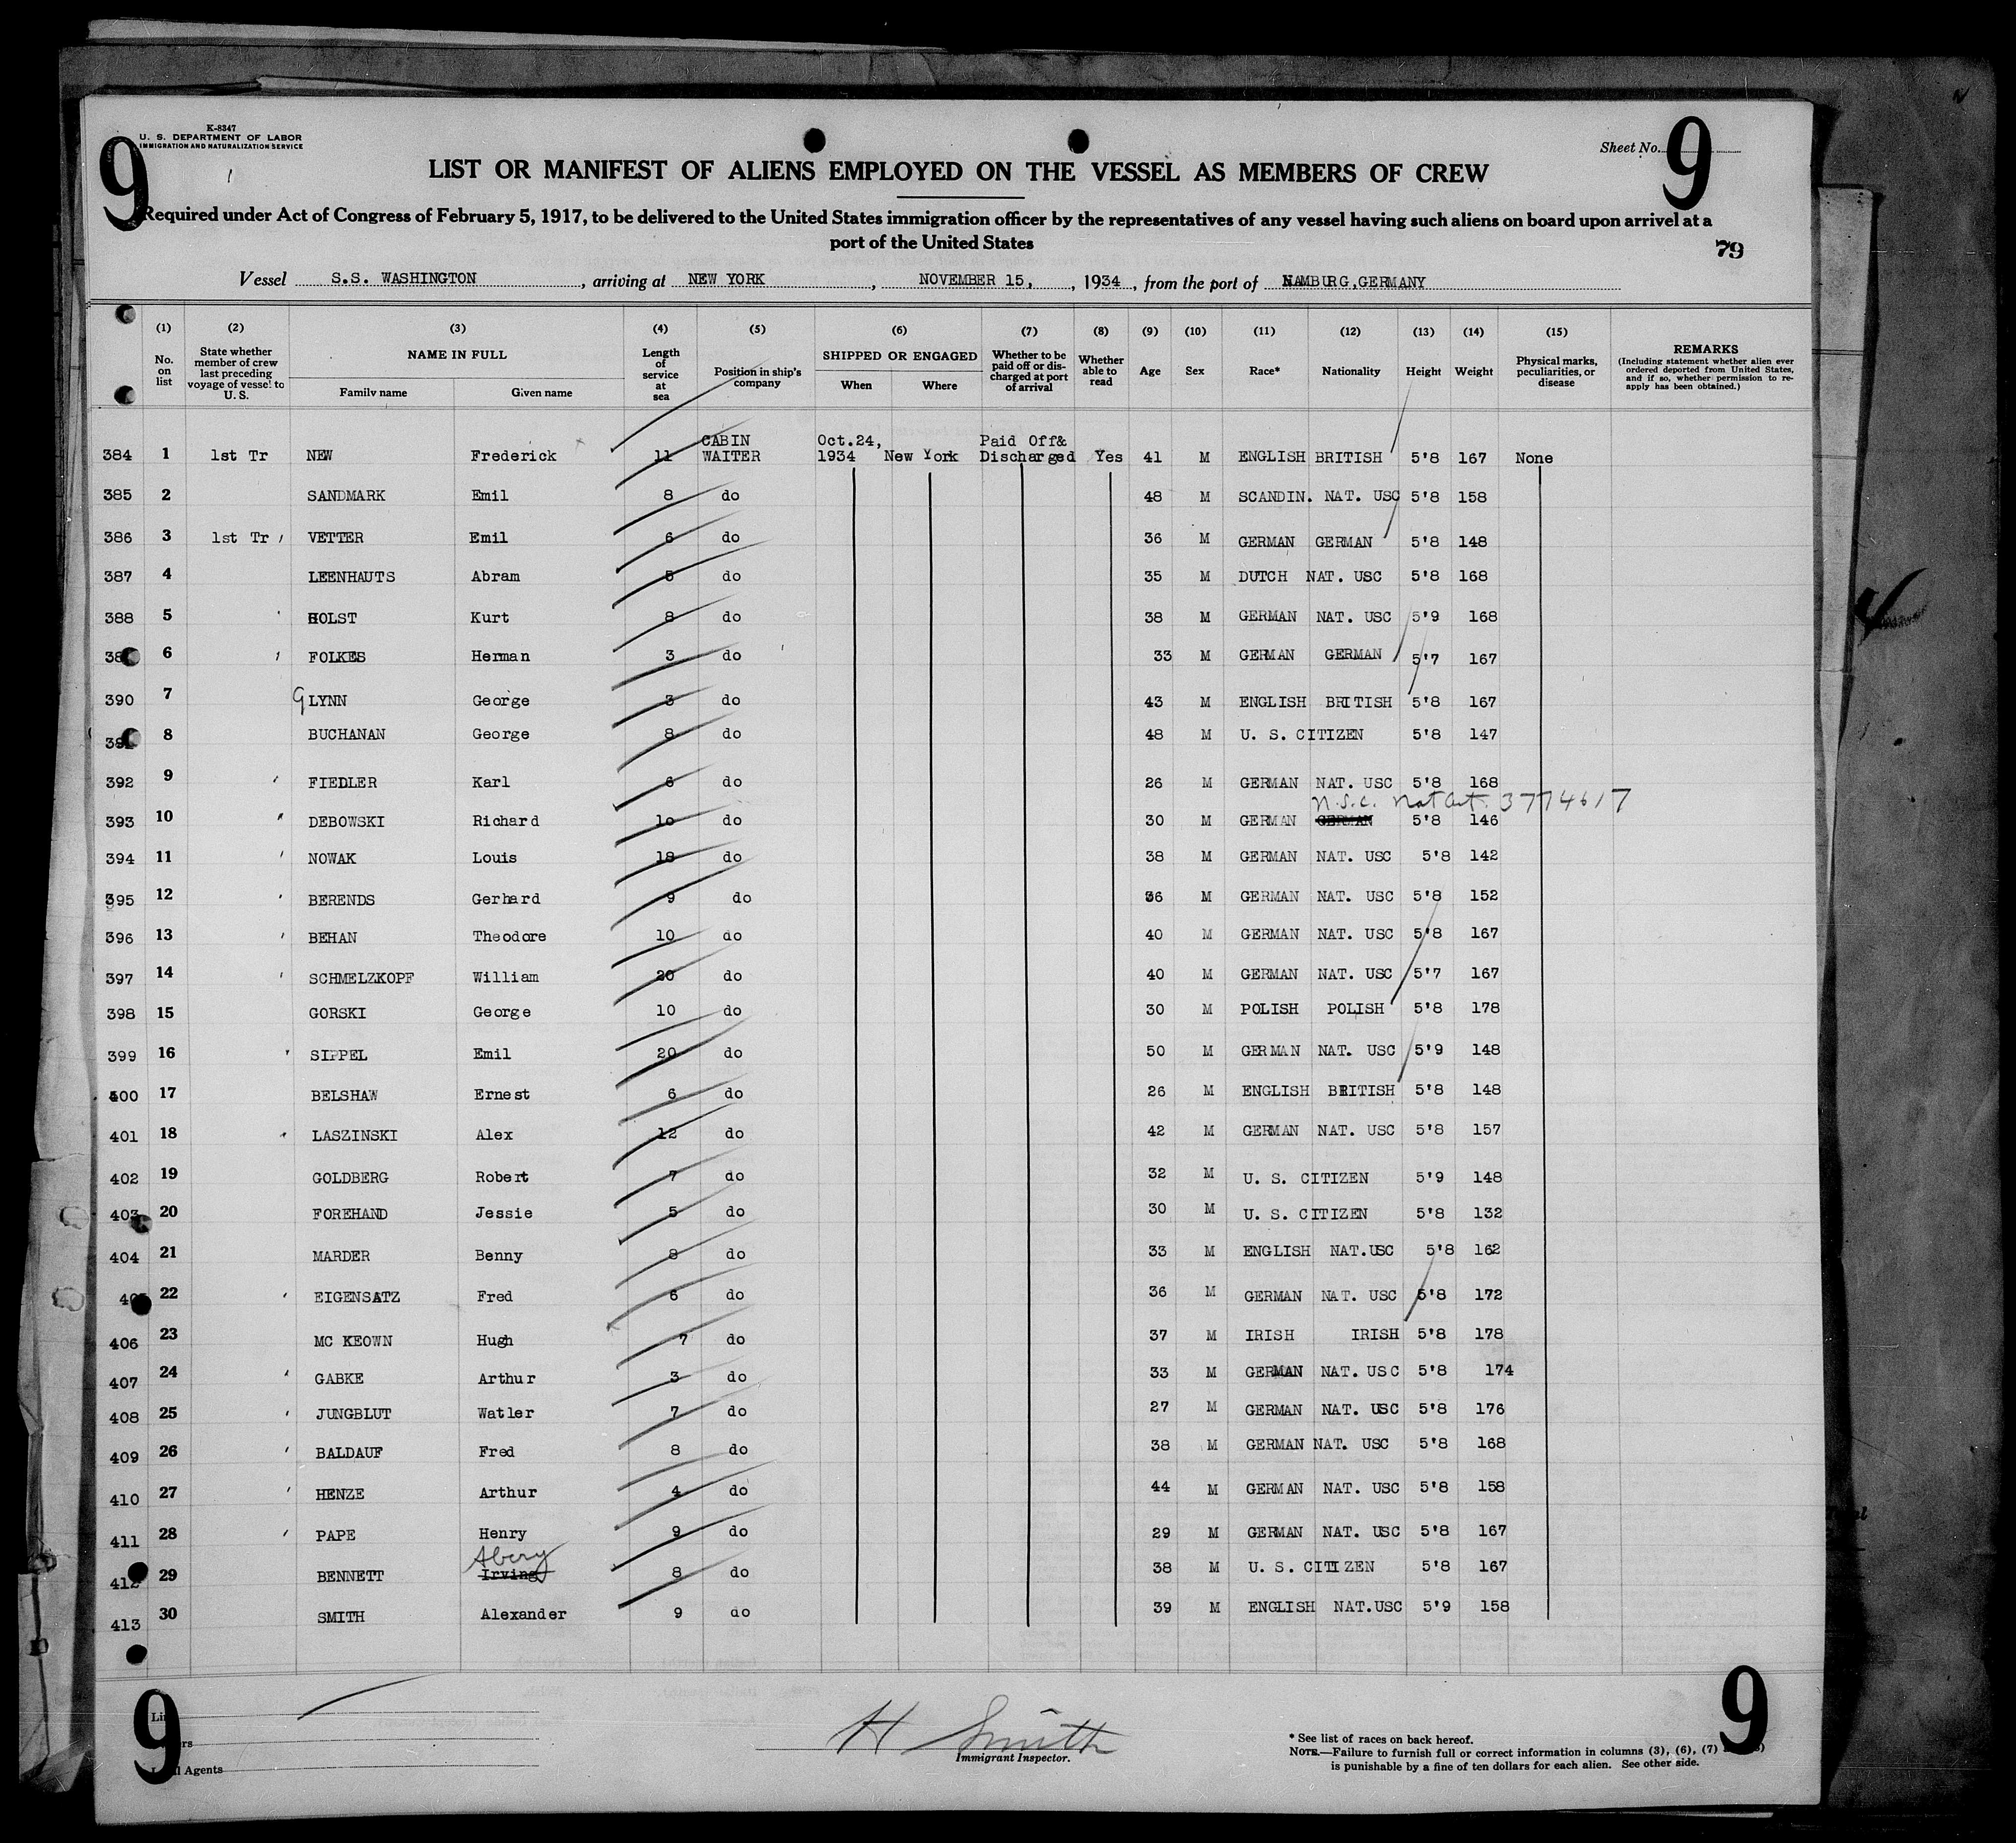 K-8347
U. S. DEPARTMENT OF LABOR
IMMIGRATION AND NATURALIZATION SERVICE
9
9
Sheet No.
LIST OR MANIFEST OF ALIENS EMPLOYED ON THE VESSEL AS MEMBERS OF CREW
Required under Act of Congress of February 5, 1917, to be delivered to the United States immigration officer by the representatives of any vessel having such aliens on board upon arrivel at a
port of the United States
79
Vessel S.S. WASHINGTON , arriving at NEW YORK , NOVEMBER 15, , 1934 , from the port of HAMBURG,GERMANY
(1) No. on list
(2) State whether member of crew last preceding voyage of vessel to U. S.
(3) NAME IN FULL Family name Given name
(4) Length of service at sea
(5) Position in ship's company
(6) SHIPPED OR ENGAGED When Where
(7) Whether to be paid off or discharged at port of arrival
(8) Whether able to read
(9) Age
(10) Sex
(11) Race*
(12) Nationality
(13) Height
(14) Weight
(15) Physical marks, peculiarities, or disease
REMARKS (Including statement whether alien ever ordered deported from United States, and if so, whether permission to reapply has been obtained.)
384 1 1st Tr NEW Frederick 11 CABIN WAITER Oct.24, 1934 New York Paid Off& Discharged Yes 41 M ENGLISH BRITISH 5'8 167 None
385 2 SANDMARK Emil 8 do 48 M SCANDIN. NAT. USC 5'8 158
386 3 1st Tr VETTER Emil 6 do 36 M GERMAN GERMAN 5'8 148
387 4 LEENHAUTS Abram 5 do 35 M DUTCH NAT. USC 5'8 168
388 5 HOLST Kurt 8 do 38 M GERMAN NAT. USC 5'9 168
6 FOLKES Herman 3 do 33 M GERMAN GERMAN 5'7 167
390 7 GLYNN George 3 do 43 M ENGLISH BRITISH 5'8 167
8 BUCHANAN George 8 do 48 M U. S. CITIZEN 5'8 147
392 9 FIEDLER Karl 6 do 26 M GERMAN NAT. USC 5'8 168
3774617
393 10 DEBOWSKI Richard 10 do 30 M GERMAN GERMAN 5'8 146
394 11 NOWAK Louis 18 do 38 M GERMAN NAT. USC 5'8 142
395 12 BERENDS Gerhard 9 do 36 M GERMAN NAT. USC 5'8 152
396 13 BEHAN Theodore 10 do 40 M GERMAN NAT. USC 5'8 167
397 14 SCHMELZKOPF William 20 do 40 M GERMAN NAT. USC 5'7 167
398 15 GORSKI George 10 do 30 M POLISH POLISH 5'8 178
399 16 SIPPEL Emil 20 do 50 M GERMAN NAT. USC 5'9 148
400 17 BELSHAW Ernest 6 do 26 M ENGLISH BRITISH 5'8 148
401 18 LASZINSKI Alex 12 do 42 M GERMAN NAT. USC 5'8 157
402 19 GOLDBERG Robert 7 do 32 M U. S. CITIZEN 5'9 148
403 20 FOREHAND Jessie 5 do 30 M U. S. CITIZEN 5'8 132
404 21 MARDER Benny 8 do 33 M ENGLISH NAT.USC 5'8 162
22 EIGENSATZ Fred 6 do 36 M GERMAN NAT. USC 5'8 172
406 23 MC KEOWN Hugh 7 do 37 M IRISH IRISH 5'8 178
407 24 GABKE Arthur 3 do 33 M GERMAN NAT. USC 5'8 174
408 25 JUNGBLUT Watler 7 do 27 M GERMAN NAT. USC 5'8 176
409 26 BALDAUF Fred 8 do 38 M GERMAN NAT. USC 5'8 168
410 27 HENZE Arthur 4 do 44 M GERMAN NAT. USC 5'8 158
411 28 PAPE Henry 9 do 29 M GERMAN NAT. USC 5'8 167
412 29 BENNETT Irving Abery 8 do 38 M U. S. CITIZEN 5'8 167
413 30 SMITH Alexander 9 do 39 M ENGLISH NAT.USC 5'9 158
9
9
Agents
H Smith
Immigrant Inspector.
* See list of races on back hereof.
NOTE.—Failure to furnish full or correct information in columns (3), (6), (7)
is punishable by a fine of ten dollars for each alien. See other side.